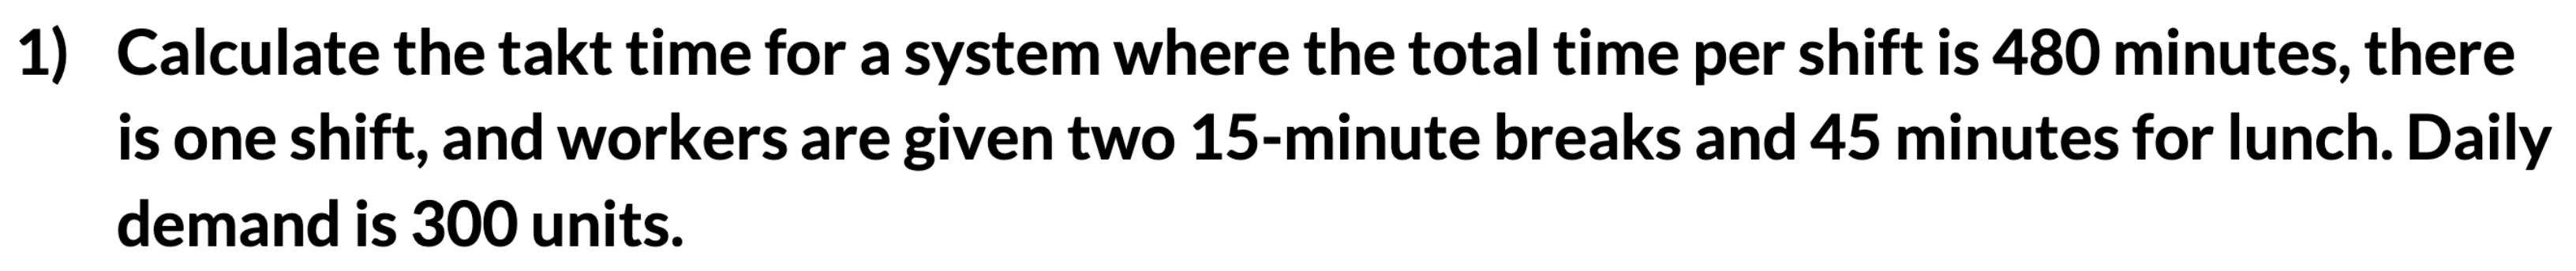 1) Calculate the takt time for a system where the total time per shift is 480 minutes, there
is one shift, and workers are given two 15-minute breaks and 45 minutes for lunch. Daily
demand is 300 units.